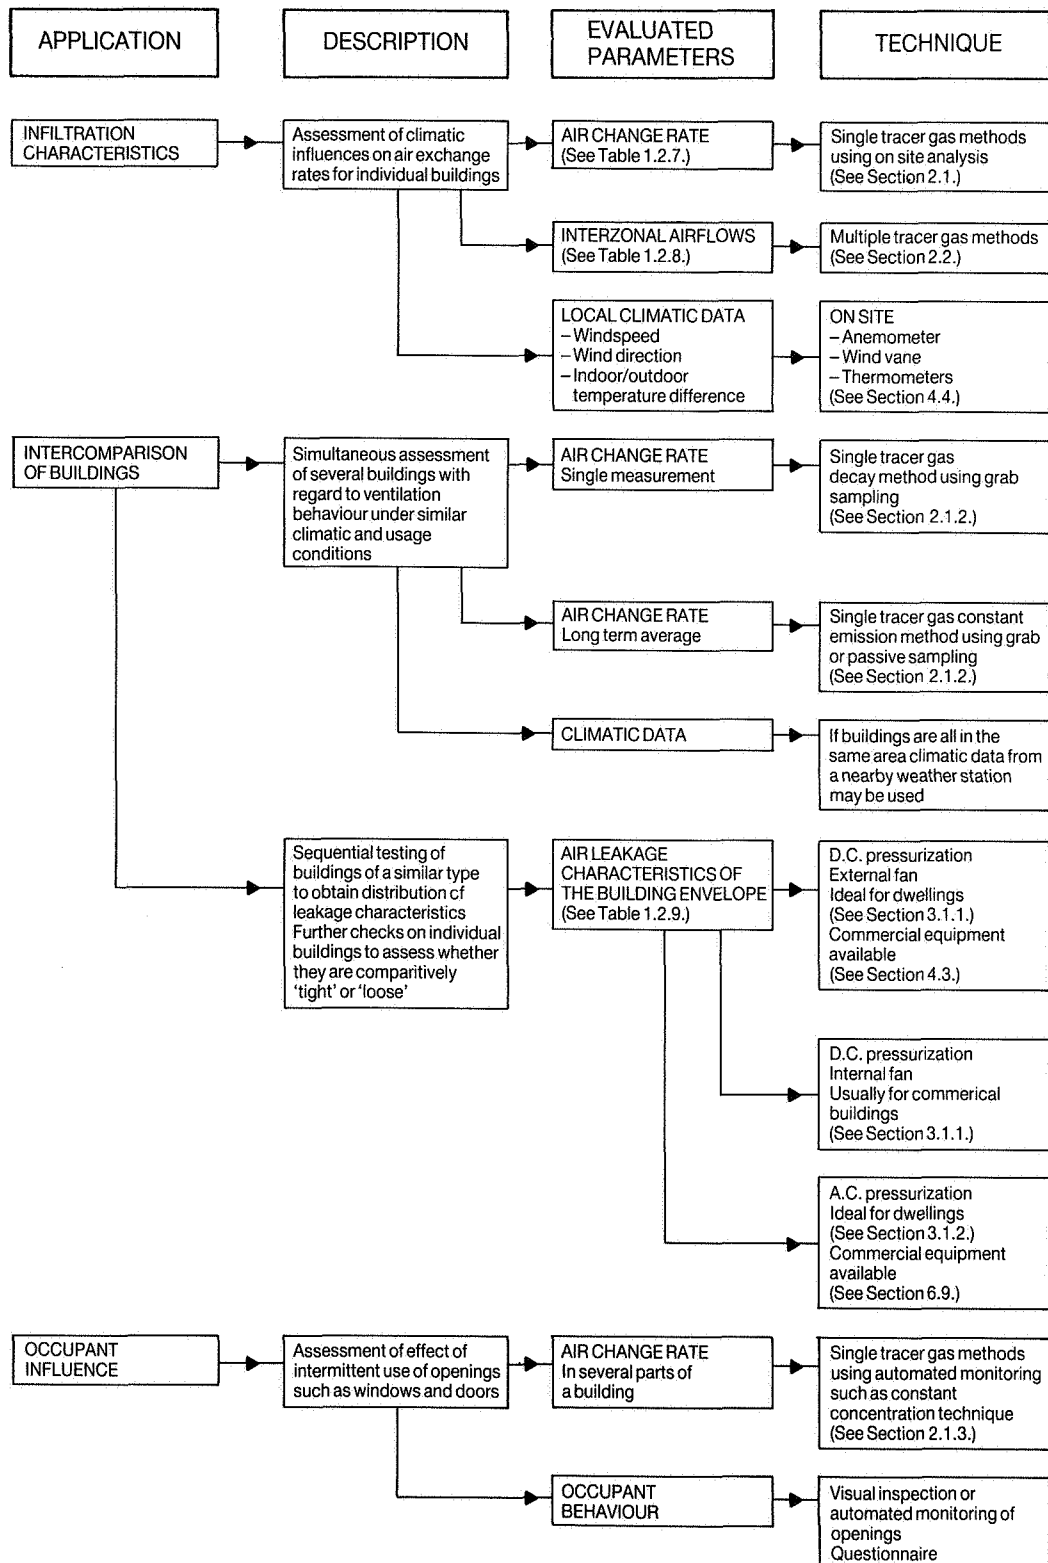 APPLICATION
DESCRIPTION
EVALUATED
PARAMETERS
TECHNIQUE
INFILTRATION
CHARACTERISTICS
Assessment of climatic
influences on air exchange
rates for individual buildings
AIR CHANGE RATE
(See Table 1.2.7.)
Single tracer gas methods
using on site analysis
(See Section 2.1.)
INTERZONAL AIRFLOWS
(See Table 1.2.8.)
Multiple tracer gas methods
(See Section 2.2.)
LOCAL CLIMATIC DATA
– Windspeed
– Wind direction
– Indoor/outdoor
temperature difference
ON SITE
– Anemometer
– Wind vane
– Thermometers
(See Section 4.4.)
INTERCOMPARISON
OF BUILDINGS
Simultaneous assessment
of several buildings with
regard to ventilation
behaviour under similar
climatic and usage
conditions
AIR CHANGE RATE
Single measurement
Single tracer gas
decay method using grab
sampling
(See Section 2.1.2.)
AIR CHANGE RATE
Long term average
Single tracer gas constant
emission method using grab
or passive sampling
(See Section 2.1.2.)
CLIMATIC DATA
If buildings are all in the
same area climatic data from
a nearby weather station
may be used
Sequential testing of
buildings of a similar type
to obtain distribution cf
leakage characteristics
Further checks on individual
buildings to assess whether
they are comparitively
'tight' or 'loose'
AIR LEAKAGE
CHARACTERISTICS OF
THE BUILDING ENVELOPE
(See Table 1.2.9.)
D.C. pressurization
External fan
Ideal for dwellings
(See Section 3.1.1.)
Commercial equipment
available
(See Section 4.3.)
D.C. pressurization
Internal fan
Usually for commerical
buildings
(See Section 3.1.1.)
A.C. pressurization
Ideal for dwellings
(See Section 3.1.2.)
Commercial equipment
available
(See Section 6.9.)
OCCUPANT
INFLUENCE
Assessment of effect of
intermittent use of openings
such as windows and doors
AIR CHANGE RATE
In several parts of
a building
Single tracer gas methods
using automated monitoring
such as constant
concentration technique
(See Section 2.1.3.)
OCCUPANT
BEHAVIOUR
Visual inspection or
automated monitoring of
openings
Questionnaire